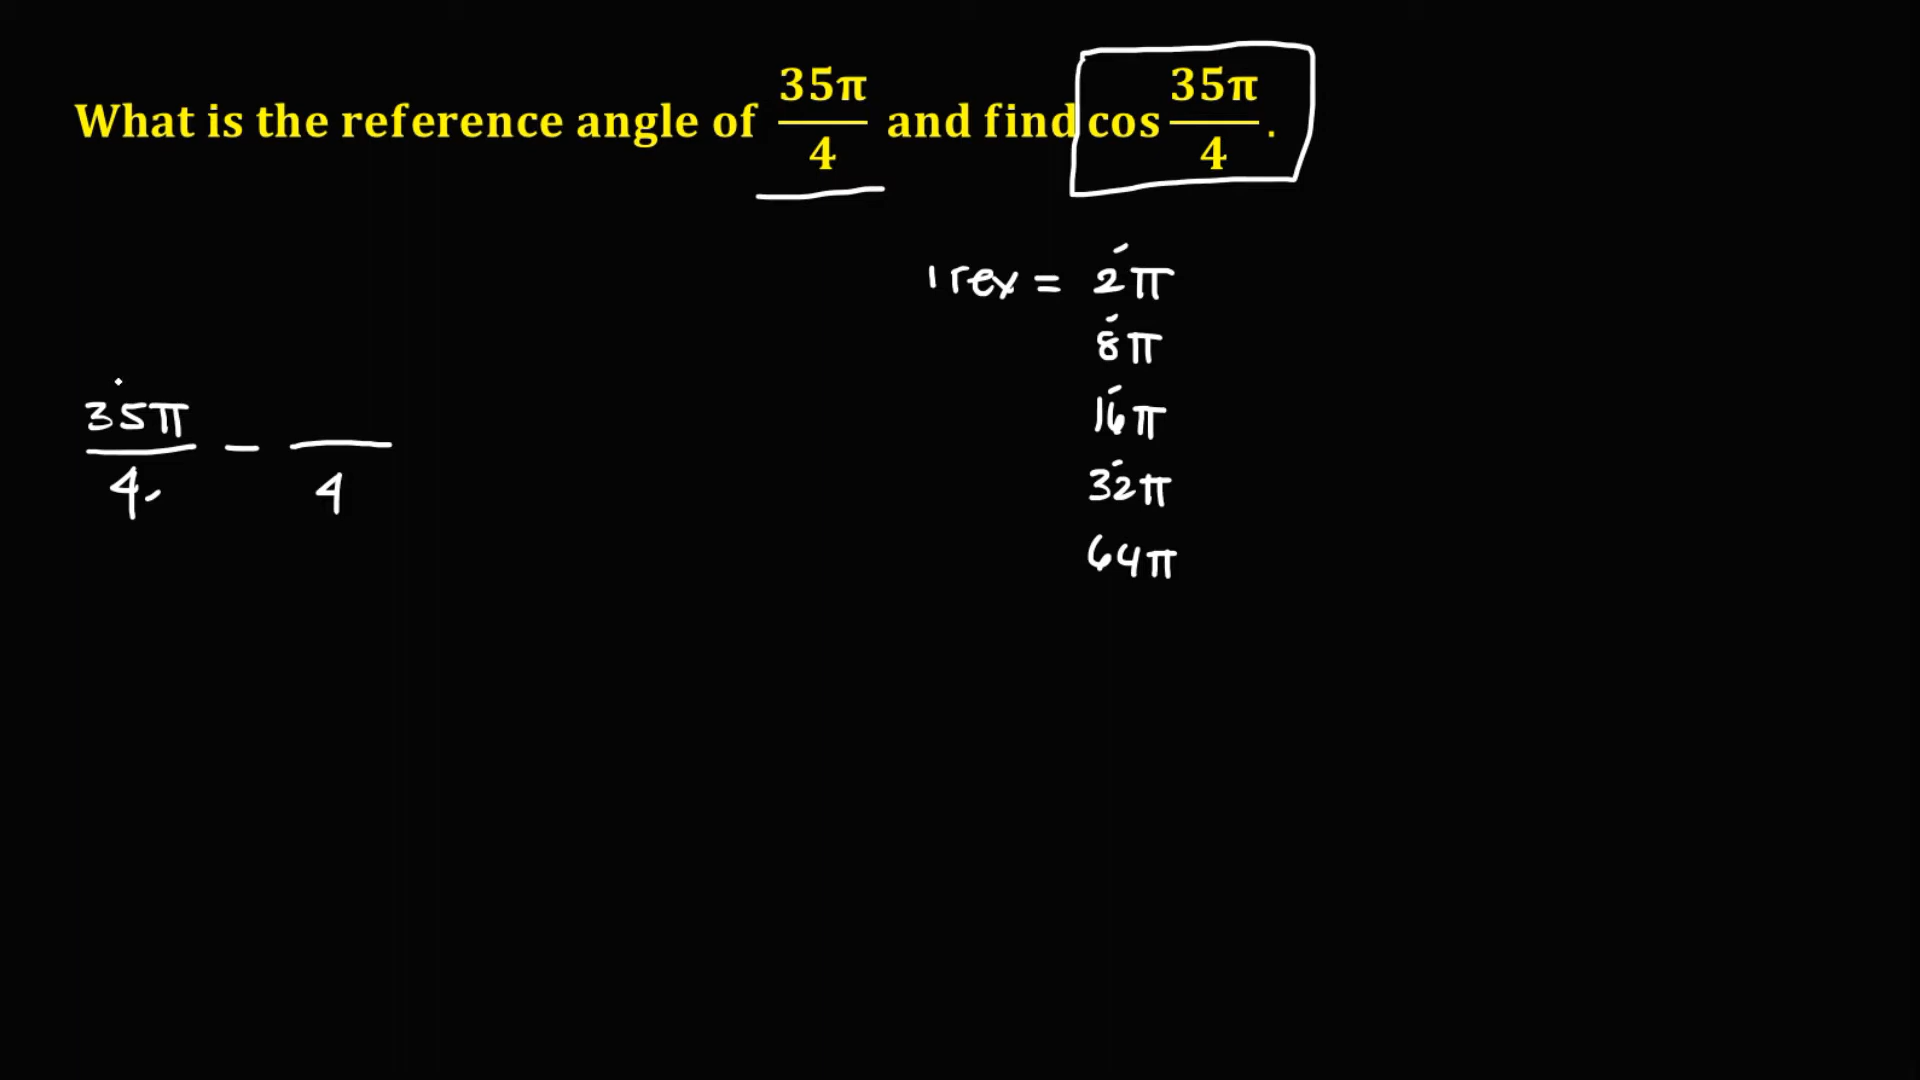 What is the reference angle of 35π/4 and find cos 35π/4.
1 rev = 2π
8π
16π
32π
64π
35π/4 - /4